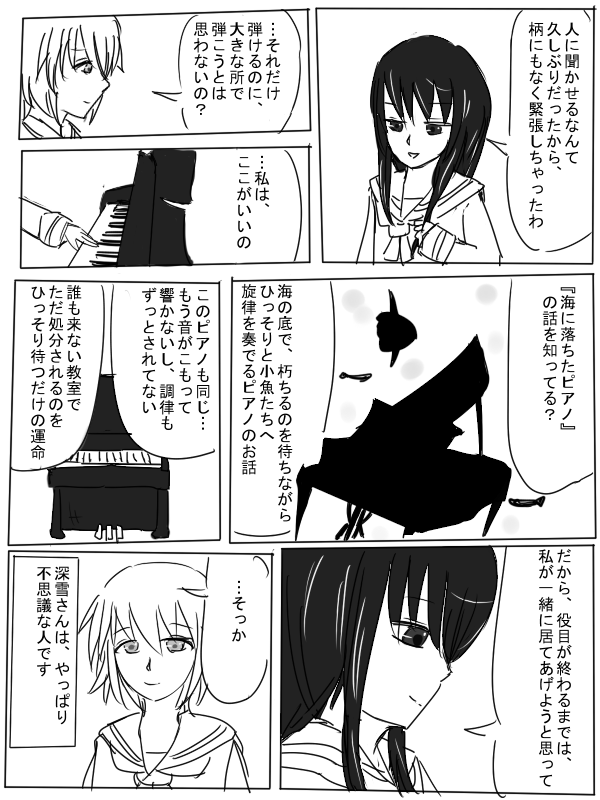 人に聞かせるなんて
久しぶりだったから、
柄にもなく緊張しちゃったわ
…それだけ
弾けるのに、
大きな所で
弾こうとは
思わないの？
…私は、
ここがいいの
『海に落ちたピアノ』
の話を知ってる？
海の底で、朽ちるのを待ちながら
ひっそりと小魚たちへ
旋律を奏でるピアノのお話
このピアノも同じ…
もう音がこもって
響かないし、調律も
ずっとされてない
誰も来ない教室で
ただ処分されるのを
ひっそり待つだけの運命
だから、役目が終わるまでは、
私が一緒に居てあげようと思って
…そっか
深雪さんは、やっぱり
不思議な人です